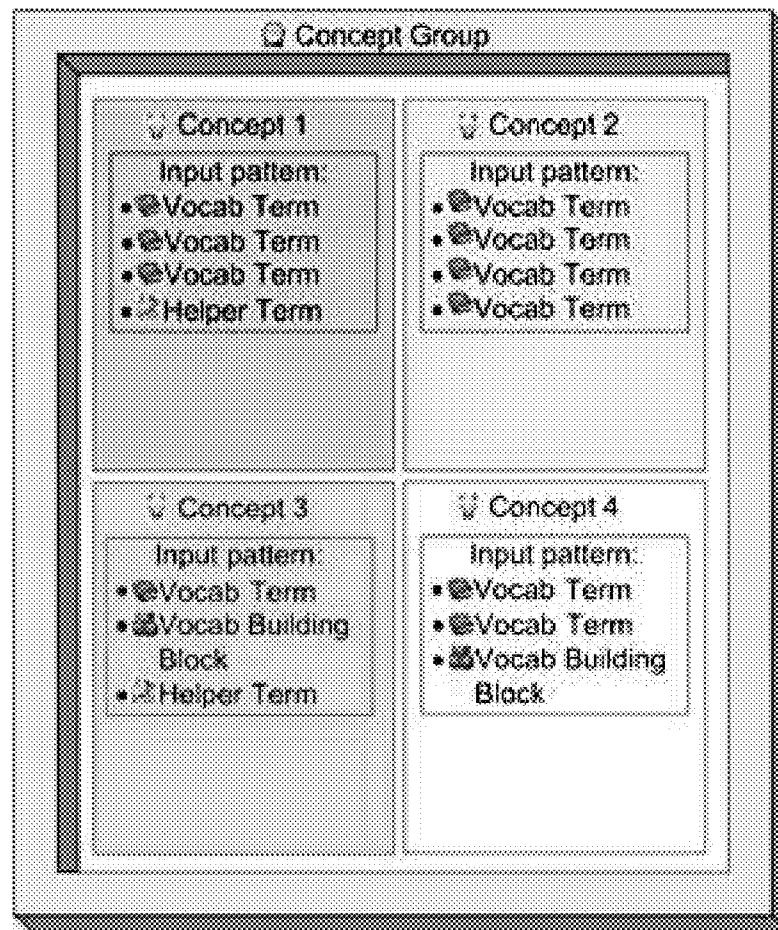 Concept Group
Concept 1
Input pattern:
•Vocab Term
•Vocab Term
•Vocab Term
•Helper Term
Concept 2
Input pattern:
•Vocab Term
•Vocab Term
•Vocab Term
•Vocab Term
Concept 3
Input pattern:
•Vocab Term
•Vocab Building
Block
•Helper Term
Concept 4
Input pattern:
•Vocab Term
•Vocab Term
•Vocab Building
Block